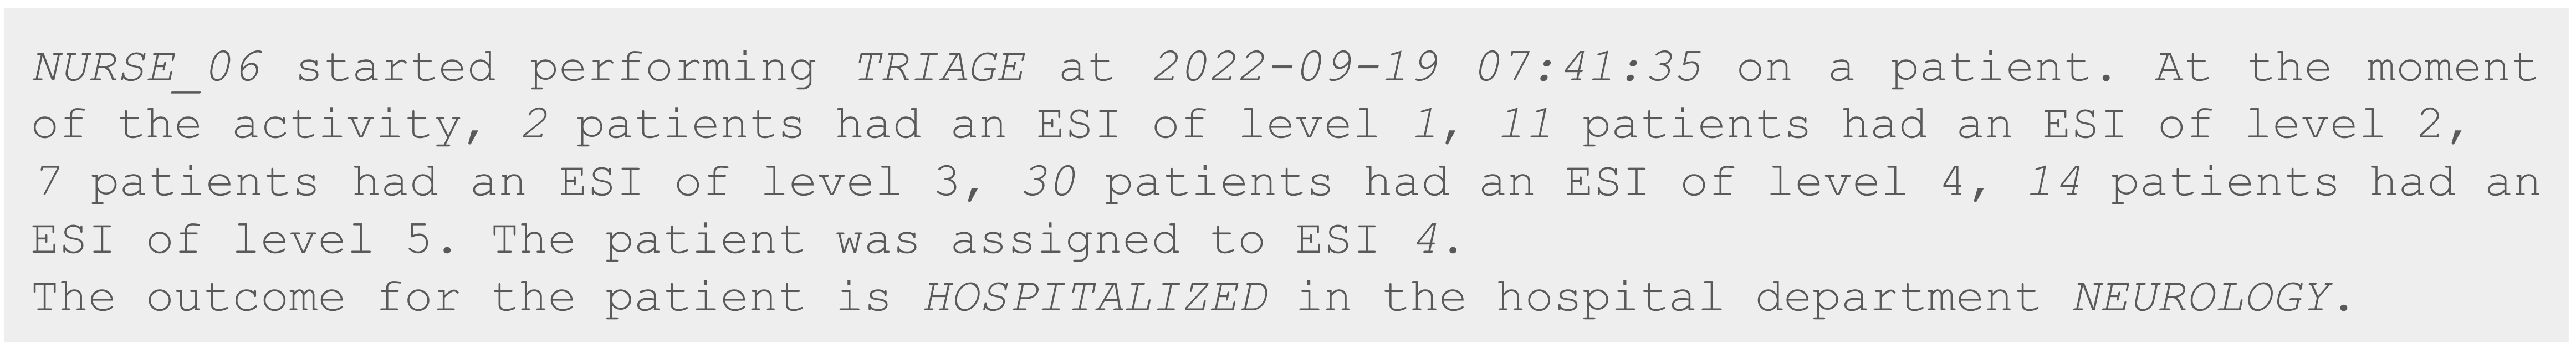 NURSE_06 started performing TRIAGE at 2022-09-19 07:41:35 on a patient. At the moment
of the activity, 2 patients had an ESI of level 1, 11 patients had an ESI of level 2,
7 patients had an ESI of level 3, 30 patients had an ESI of level 4, 14 patients had an
ESI of level 5. The patient was assigned to ESI 4.
The outcome for the patient is HOSPITALIZED in the hospital department NEUROLOGY.